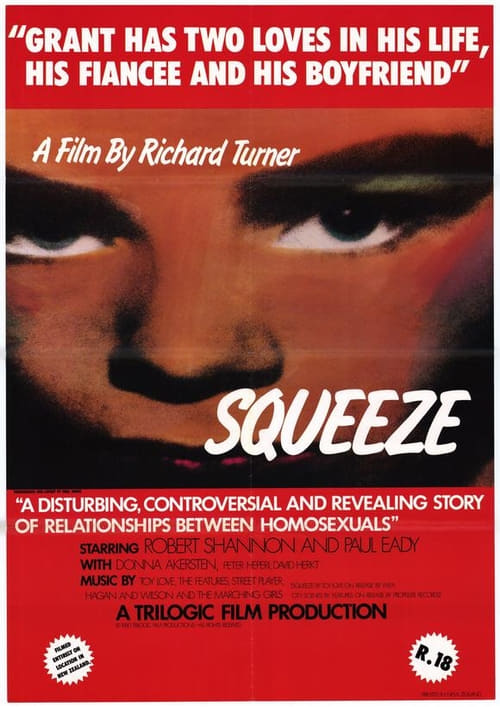 "GRANT HAS TWO LOVES IN HIS LIFE,
HIS FIANCEE AND HIS BOYFRIEND"
A Film By Richard Turner
SQUEEZE
"A DISTURBING, CONTROVERSIAL AND REVEALING STORY
OF RELATIONSHIPS BETWEEN HOMOSEXUALS"
STARRING ROBERT SHANNON AND PAUL EADY
WITH DONNA AKERSTEN, PETER HEPERI, DAVID HERKT
MUSIC BY TOY LOVE, THE FEATURES, STREET PLAYER,
HAGAN AND WILSON AND THE MARCHING GIRLS
A TRILOGIC FILM PRODUCTION
FILMED
ENTIRELY ON
LOCATION IN
NEW ZEALAND.
R.18